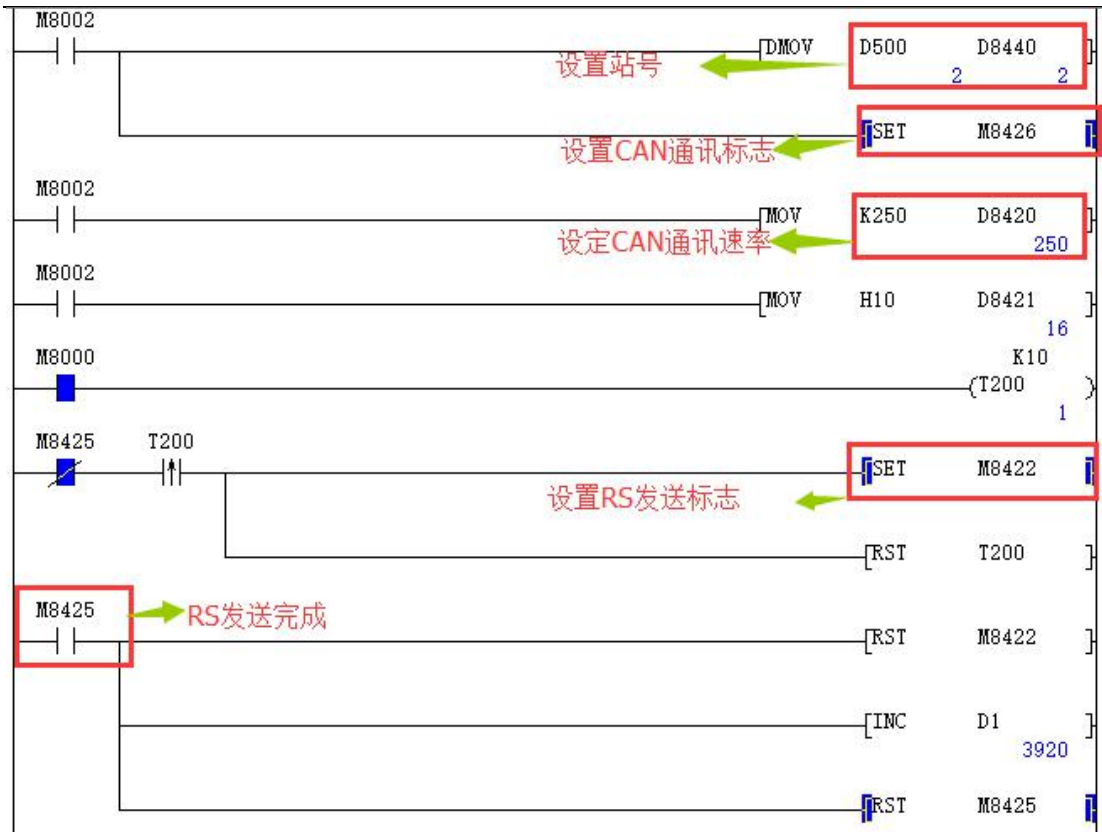 M8002
DMOV D500 D8440
设置站号
2 2
SET M8426
设置CAN通讯标志
M8002
MOV K250 D8420
设定CAN通讯速率
250
M8002
MOV H10 D8421
16
M8000
K10
T200
1
M8425 T200
SET M8422
设置RS发送标志
RST T200
M8425
RS发送完成
RST M8422
INC D1
3920
RST M8425